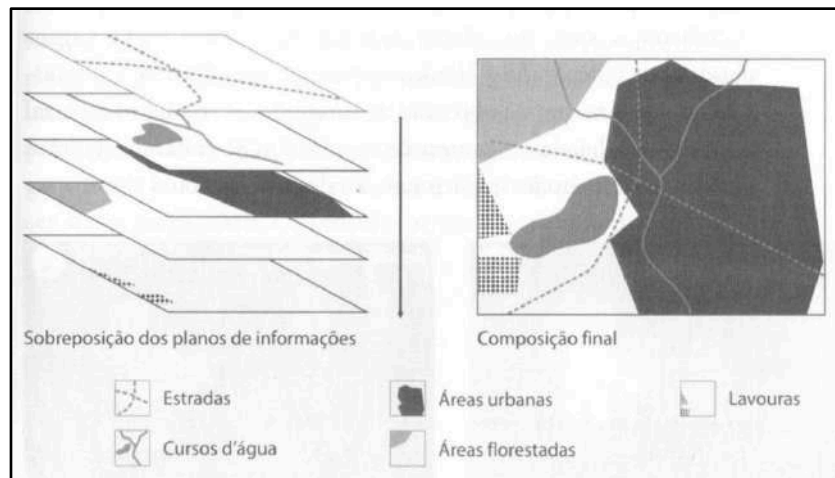 Sobreposição dos planos de informações
Composição final
Estradas
Áreas urbanas
Lavouras
Cursos d'água
Áreas florestadas